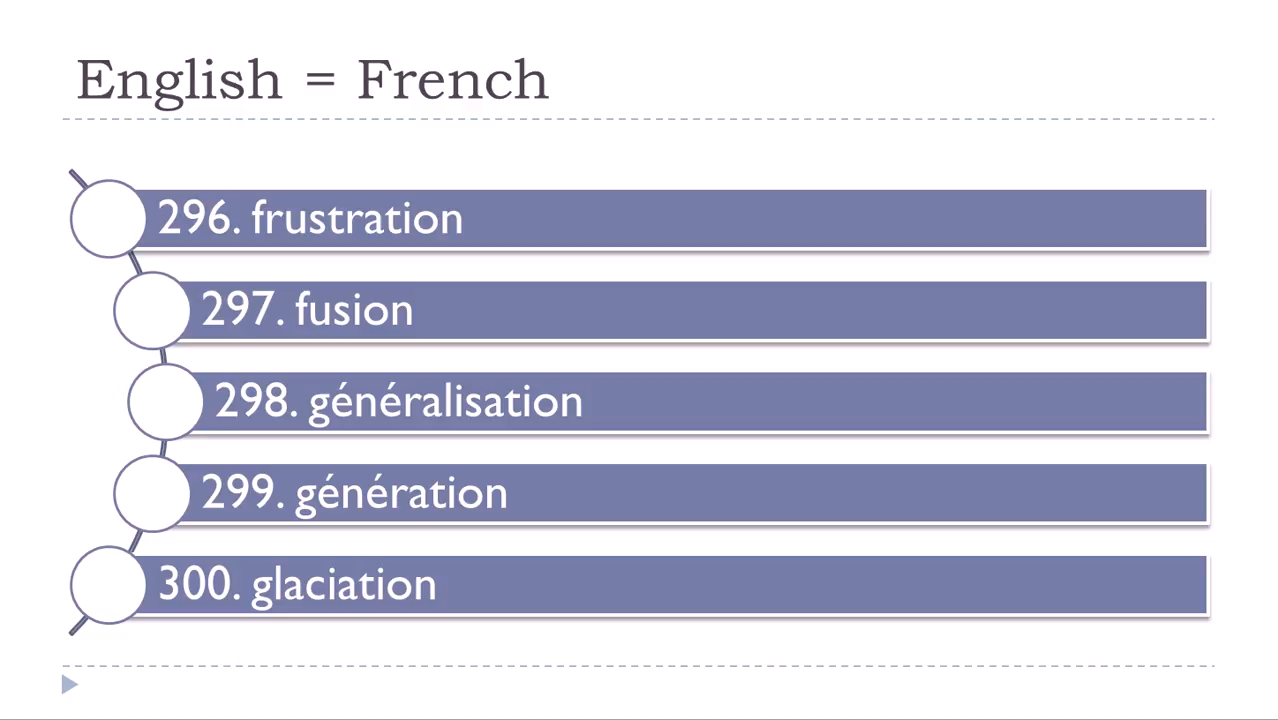 English = French
296. frustration
297. fusion
298. généralisation
299. génération
300. glaciation